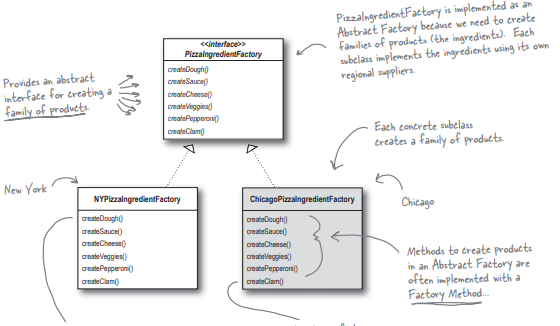 PizzaIngredientFactory is implemented as an
Abstract Factory because we need to create
families of products (the ingredients). Each
subclass implements the ingredients using its own
regional suppliers.
<<interface>>
PizzaIngredientFactory
createDough()
createSauce()
createCheese()
createVeggies()
createPepperoni()
createClam()
Provides an abstract
interface for creating a
family of products.
Each concrete subclass
creates a family of products.
New York
NYPizzaIngredientFactory
createDough()
createSauce()
createCheese()
createVeggies()
createPepperoni()
createClam()
ChicagoPizzaIngredientFactory
createDough()
createSauce()
createCheese()
createVeggies()
createPepperoni()
createClam()
Chicago
Methods to create products
in an Abstract Factory are
often implemented with a
Factory Method...